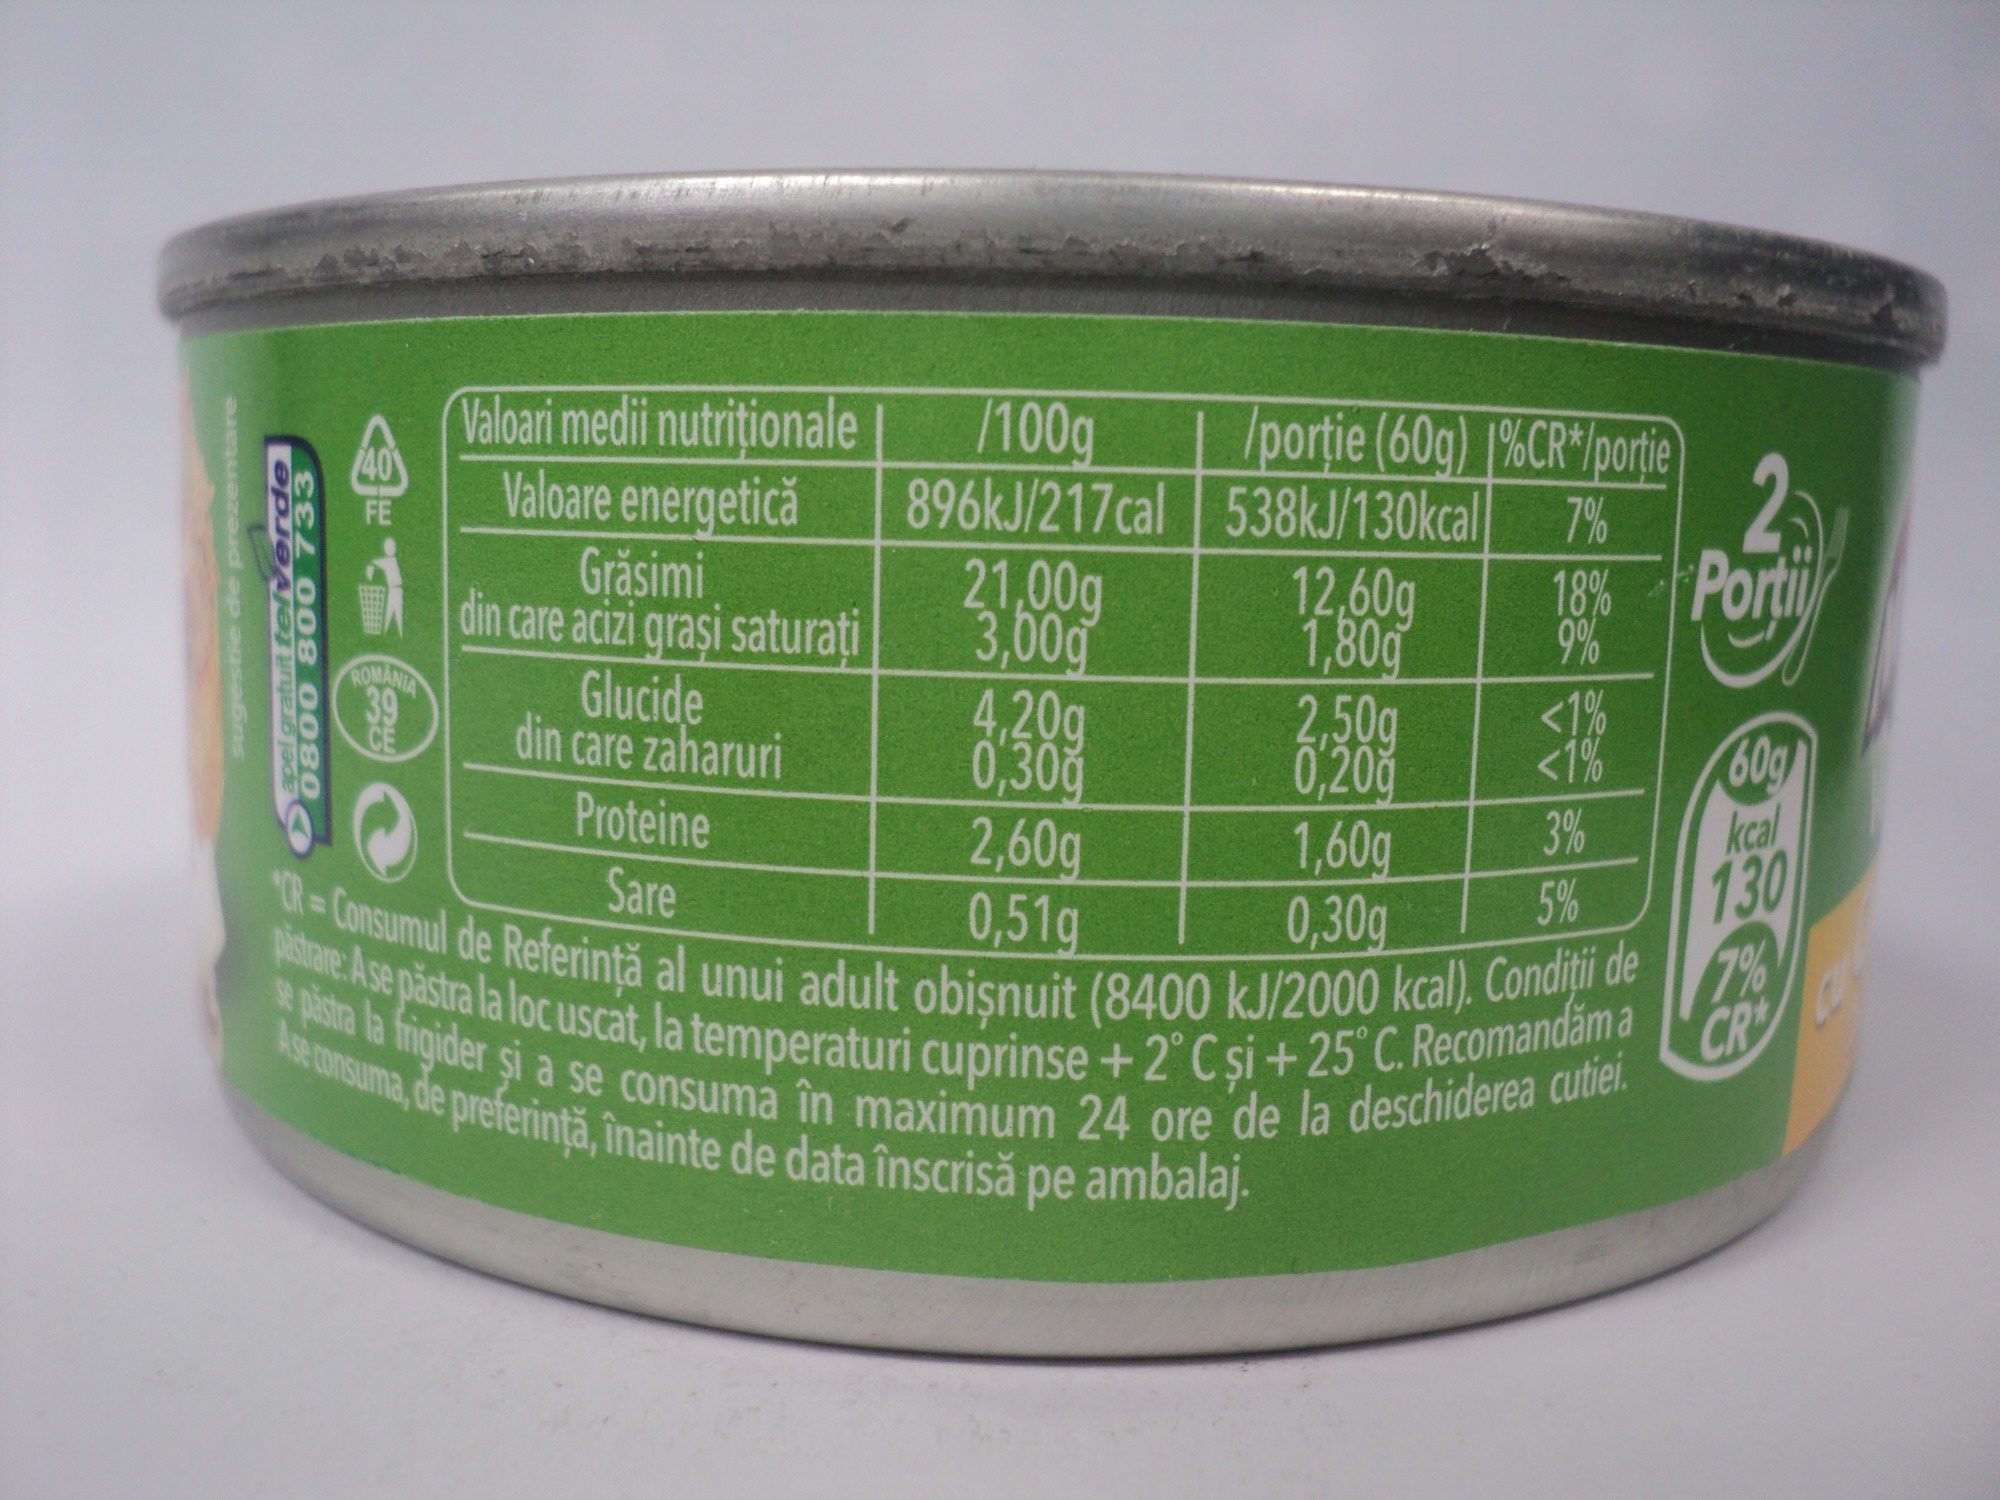 sugestie de prezentare
apel gratuit telverde
0800 800 733
40
FE
ROMÂNIA
39
CE
Valoari medii nutriționale /100g /porție (60g) %CR*/porție
Valoare energetică 896kJ/217cal 538kJ/130kcal 7%
Grăsimi 21,00g 12,60g 18%
din care acizi grași saturați 3,00g 1,80g 9%
Glucide 4,20g 2,50g <1%
din care zaharuri 0,30g 0,20g <1%
Proteine 2,60g 1,60g 3%
Sare 0,51g 0,30g 5%
*CR = Consumul de Referință al unui adult obișnuit (8400 kJ/2000 kcal). Condiții de
păstrare: A se păstra la loc uscat, la temperaturi cuprinse + 2° C și + 25° C. Recomandăm a
se păstra la frigider și a se consuma în maximum 24 ore de la deschiderea cutiei.
A se consuma, de preferință, înainte de data înscrisă pe ambalaj.
2
Porții
60g
kcal
130
7%
CR*
cu